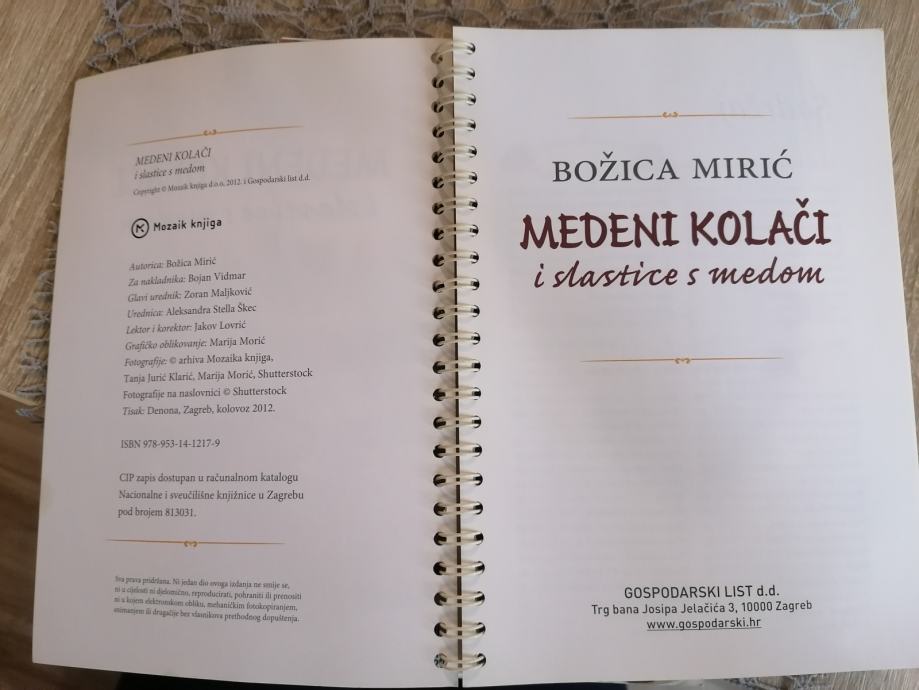 MEDENI KOLAČI
i slastice s medom
Copyright © Mozaik knjiga d.o.o. 2012. i Gospodarski list d.d.
Mozaik knjiga
Autorica: Božica Mirić
Za nakladnika: Bojan Vidmar
Glavi urednik: Zoran Maljković
Urednica: Aleksandra Stella Škec
Lektor i korektor: Jakov Lovrić
Grafičko oblikovanje: Marija Morić
Fotografije: © arhiva Mozaika knjiga,
Tanja Jurić Klarić, Marija Morić, Shutterstock
Fotografije na naslovnici © Shutterstock
Tisak: Denona, Zagreb, kolovoz 2012.
ISBN 978-953-14-1217-9
CIP zapis dostupan u računalnom katalogu
Nacionalne i sveučilišne knjižnice u Zagrebu
pod brojem 813031.
Sva prava pridržana. Ni jedan dio ovoga izdanja ne smije se,
ni u cijelosti ni djelomično, reproducirati, pohraniti ili prenositi
ni u kojem elektronskom obliku, mehaničkim fotokopiranjem,
snimanjem ili drugačije bez vlasnikova prethodnog dopuštenja.
BOŽICA MIRIĆ
MEDENI KOLAČI
i slastice s medom
GOSPODARSKI LIST d.d.
Trg bana Josipa Jelačića 3, 10000 Zagreb
www.gospodarski.hr